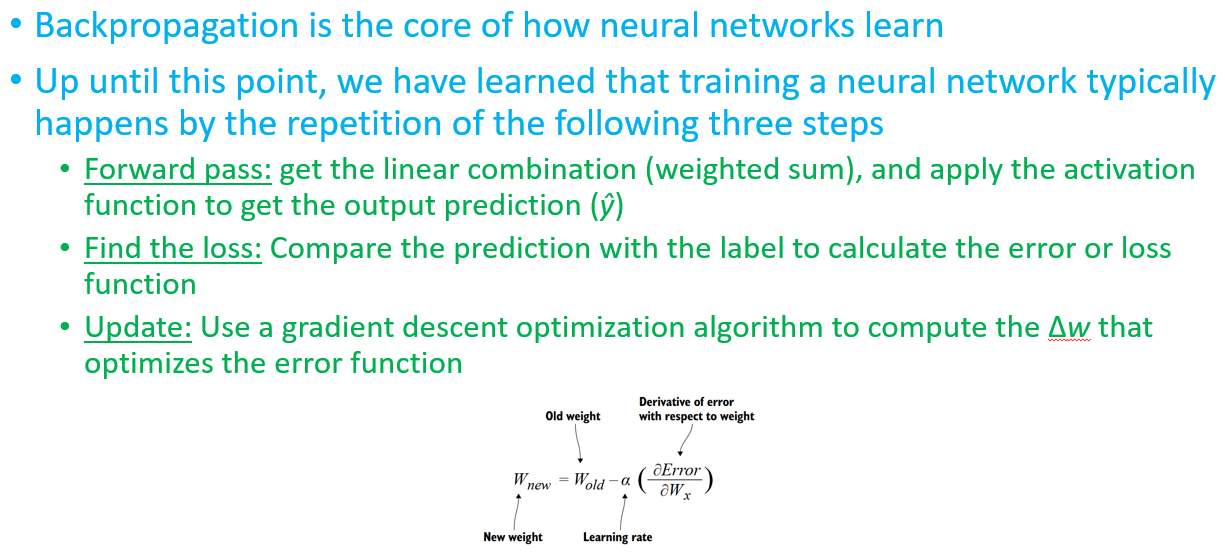 • Backpropagation is the core of how neural networks learn
• Up until this point, we have learned that training a neural network typically
happens by the repetition of the following three steps
• Forward pass: get the linear combination (weighted sum), and apply the activation
function to get the output prediction (ŷ)
• Find the loss: Compare the prediction with the label to calculate the error or loss
function
• Update: Use a gradient descent optimization algorithm to compute the Δw that
optimizes the error function
Derivative of error
Old weight with respect to weight
W_new = W_old − α (∂Error/∂W_x)
New weight Learning rate